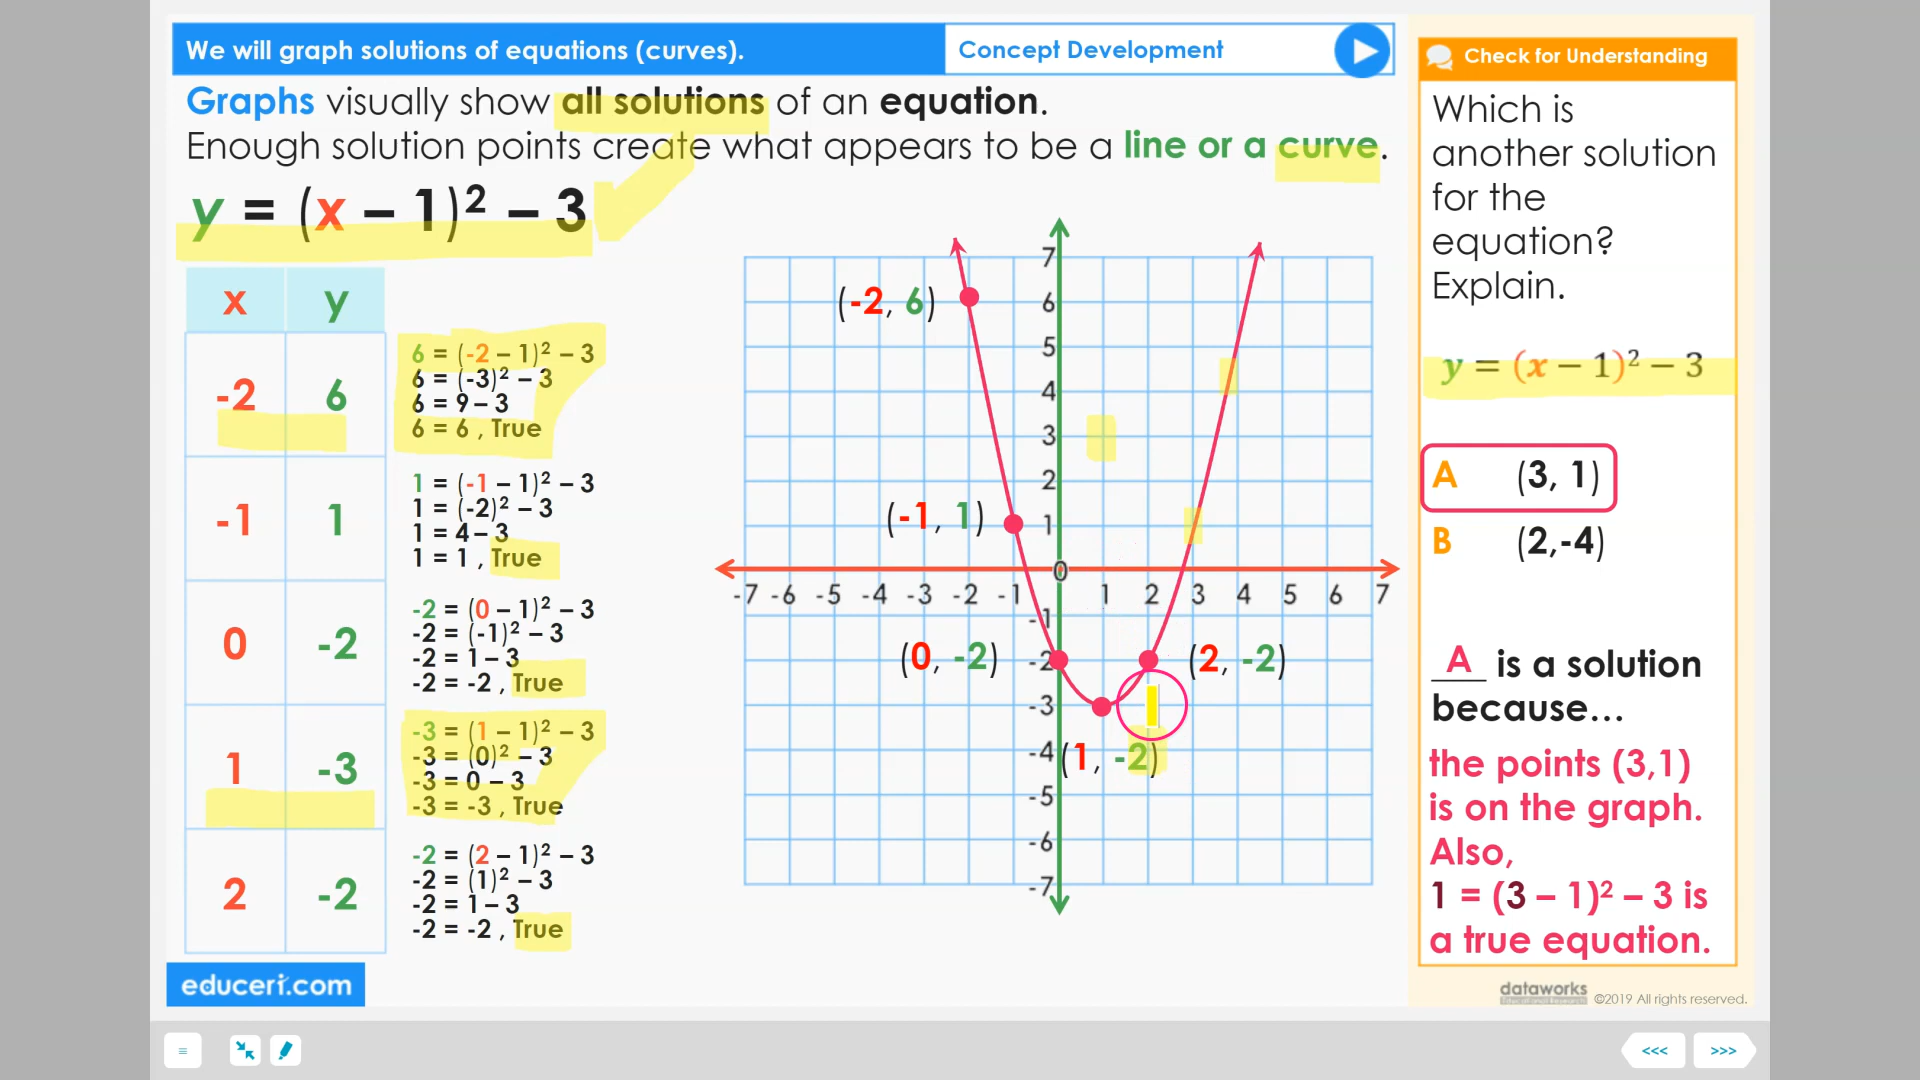 We will graph solutions of equations (curves).
Concept Development
Graphs visually show all solutions of an equation.
Enough solution points create what appears to be a line or a curve.
y = (x – 1)² – 3
x y
-2 6
6 = (-2 – 1)² – 3
6 = (-3)² – 3
6 = 9 – 3
6 = 6 , True
-1 1
1 = (-1 – 1)² – 3
1 = (-2)² – 3
1 = 4 – 3
1 = 1 , True
0 -2
-2 = (0 – 1)² – 3
-2 = (-1)² – 3
-2 = 1 – 3
-2 = -2 , True
1 -3
-3 = (1 – 1)² – 3
-3 = (0)² – 3
-3 = 0 – 3
-3 = -3 , True
2 -2
-2 = (2 – 1)² – 3
-2 = (1)² – 3
-2 = 1 – 3
-2 = -2 , True
7
(-2, 6) 6
5
4
3
2
(-1, 1) 1
0
-7 -6 -5 -4 -3 -2 -1 1 2 3 4 5 6 7
-1
(0, -2) -2 (2, -2)
-3
-4 (1, -2)
-5
-6
-7
Check for Understanding
Which is
another solution
for the
equation?
Explain.
y = (x – 1)² – 3
A (3, 1)
B (2,-4)
A is a solution
because...
the points (3,1)
is on the graph.
Also,
1 = (3 – 1)² – 3 is
a true equation.
educeri.com
dataworks
Educational Research
©2019 All rights reserved.
<<< >>>